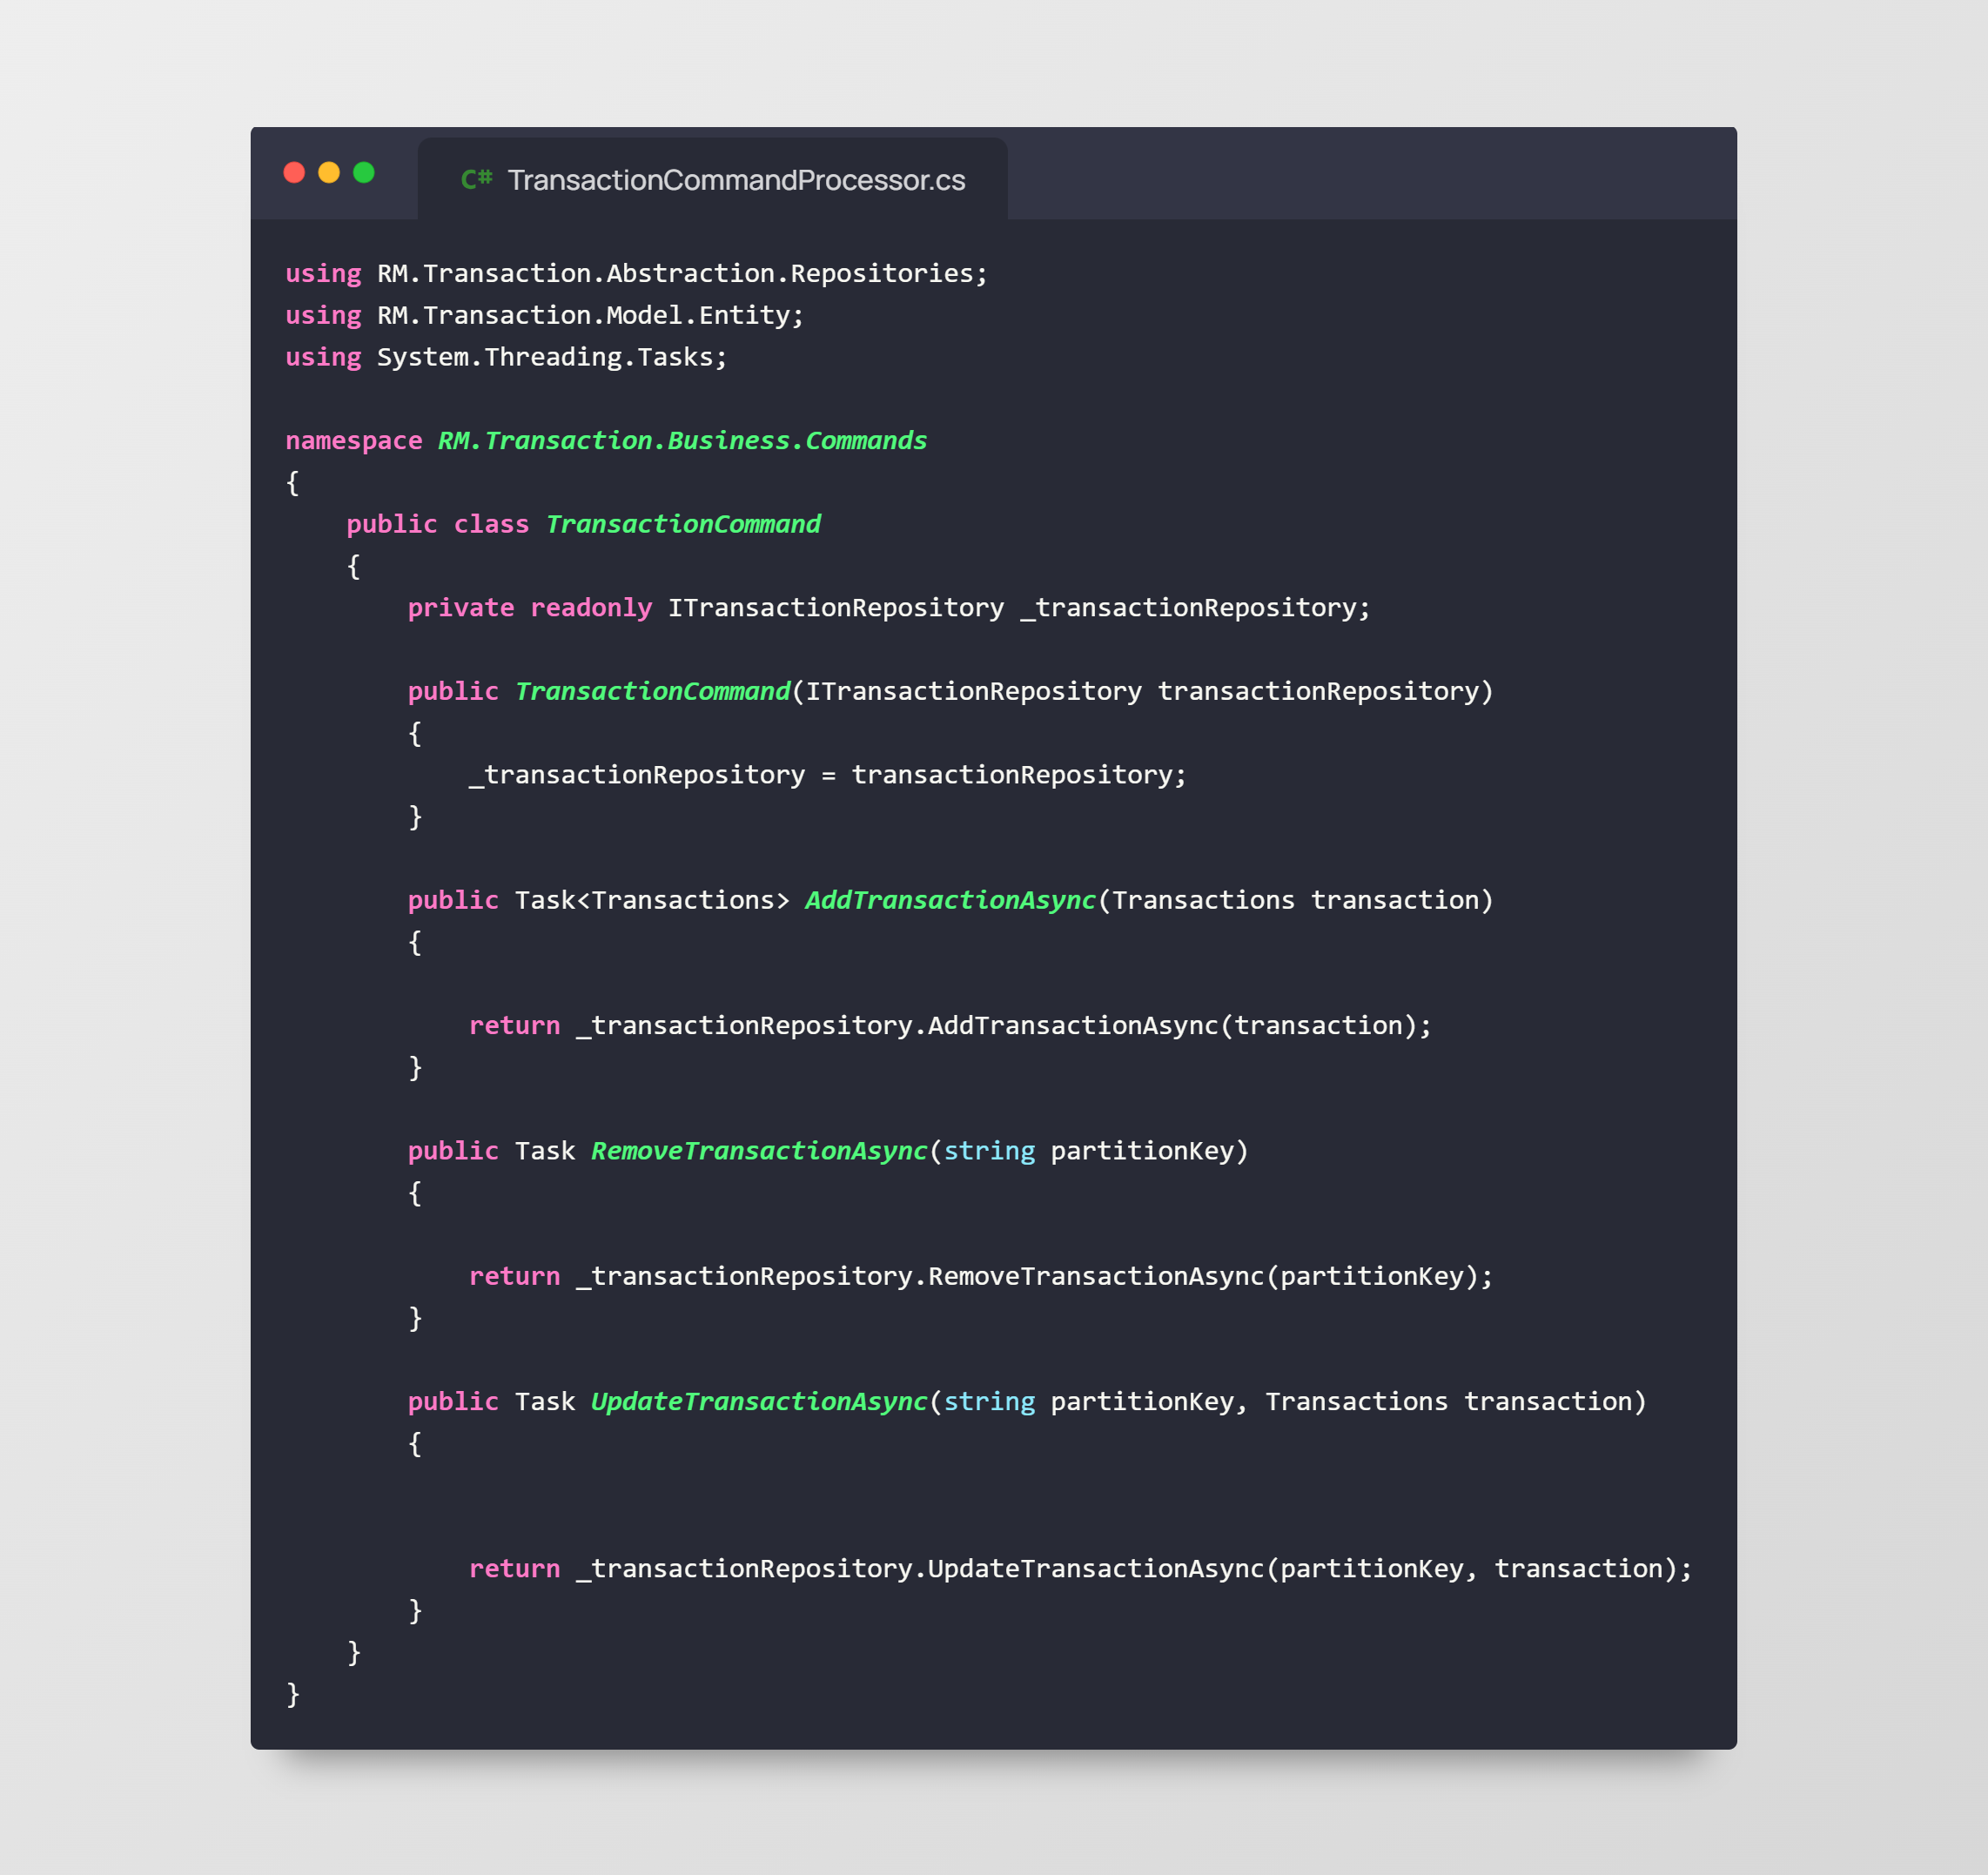 C# TransactionCommandProcessor.cs
using RM.Transaction.Abstraction.Repositories;
using RM.Transaction.Model.Entity;
using System.Threading.Tasks;

namespace RM.Transaction.Business.Commands
{
    public class TransactionCommand
    {
        private readonly ITransactionRepository _transactionRepository;

        public TransactionCommand(ITransactionRepository transactionRepository)
        {
            _transactionRepository = transactionRepository;
        }

        public Task<Transactions> AddTransactionAsync(Transactions transaction)
        {

            return _transactionRepository.AddTransactionAsync(transaction);
        }

        public Task RemoveTransactionAsync(string partitionKey)
        {

            return _transactionRepository.RemoveTransactionAsync(partitionKey);
        }

        public Task UpdateTransactionAsync(string partitionKey, Transactions transaction)
        {


            return _transactionRepository.UpdateTransactionAsync(partitionKey, transaction);
        }
    }
}